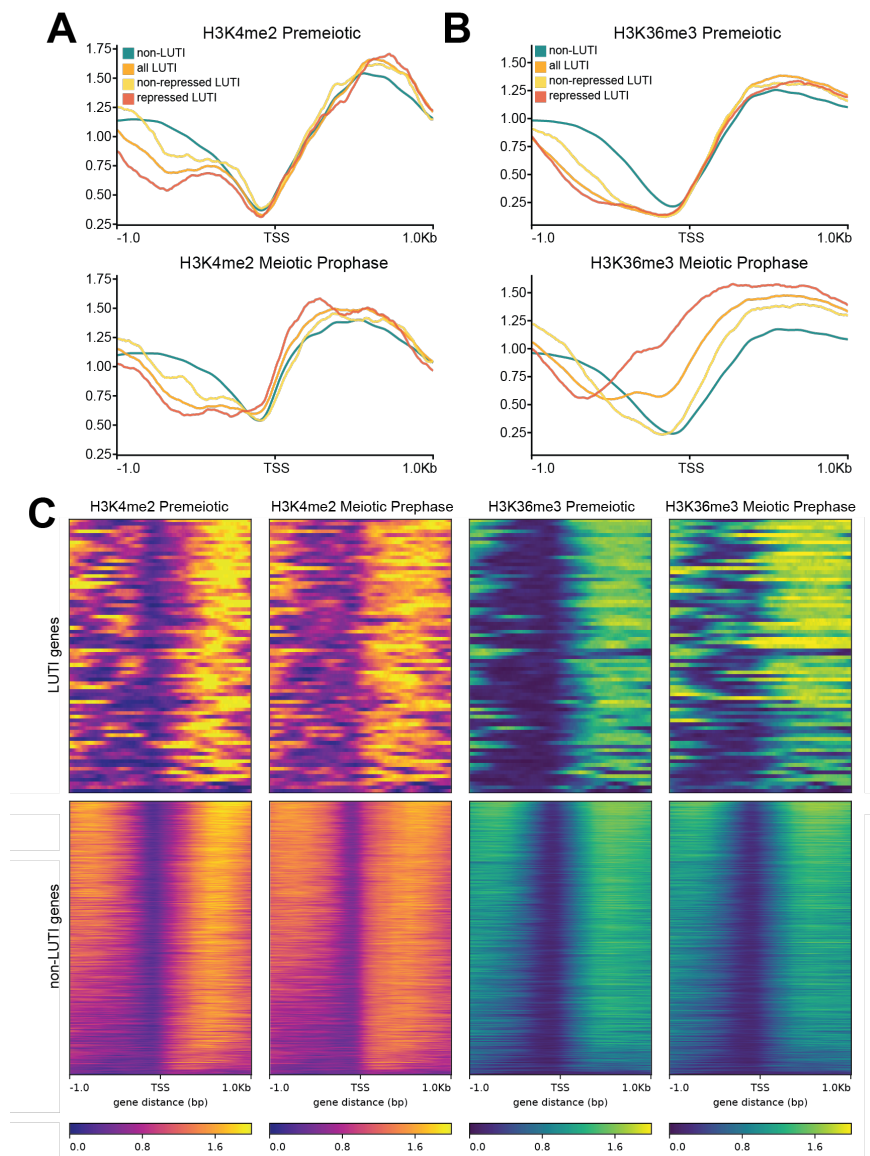 A
H3K4me2 Premeiotic
non-LUTI
all LUTI
non-repressed LUTI
repressed LUTI
1.75
1.50
1.25
1.00
0.75
0.50
0.25
-1.0 TSS 1.0Kb
H3K4me2 Meiotic Prophase
1.75
1.50
1.25
1.00
0.75
0.50
0.25
-1.0 TSS 1.0Kb
B
H3K36me3 Premeiotic
non-LUTI
all LUTI
non-repressed LUTI
repressed LUTI
1.50
1.25
1.00
0.75
0.50
0.25
-1.0 TSS 1.0Kb
H3K36me3 Meiotic Prophase
1.50
1.25
1.00
0.75
0.50
0.25
-1.0 TSS 1.0Kb
C
H3K4me2 Premeiotic
H3K4me2 Meiotic Prephase
H3K36me3 Premeiotic
H3K36me3 Meiotic Prephase
LUTI genes
non-LUTI genes
-1.0 TSS 1.0Kb
gene distance (bp)
-1.0 TSS 1.0Kb
gene distance (bp)
-1.0 TSS 1.0Kb
gene distance (bp)
-1.0 TSS 1.0Kb
gene distance (bp)
0.0 0.8 1.6
0.0 0.8 1.6
0.0 0.8 1.6
0.0 0.8 1.6